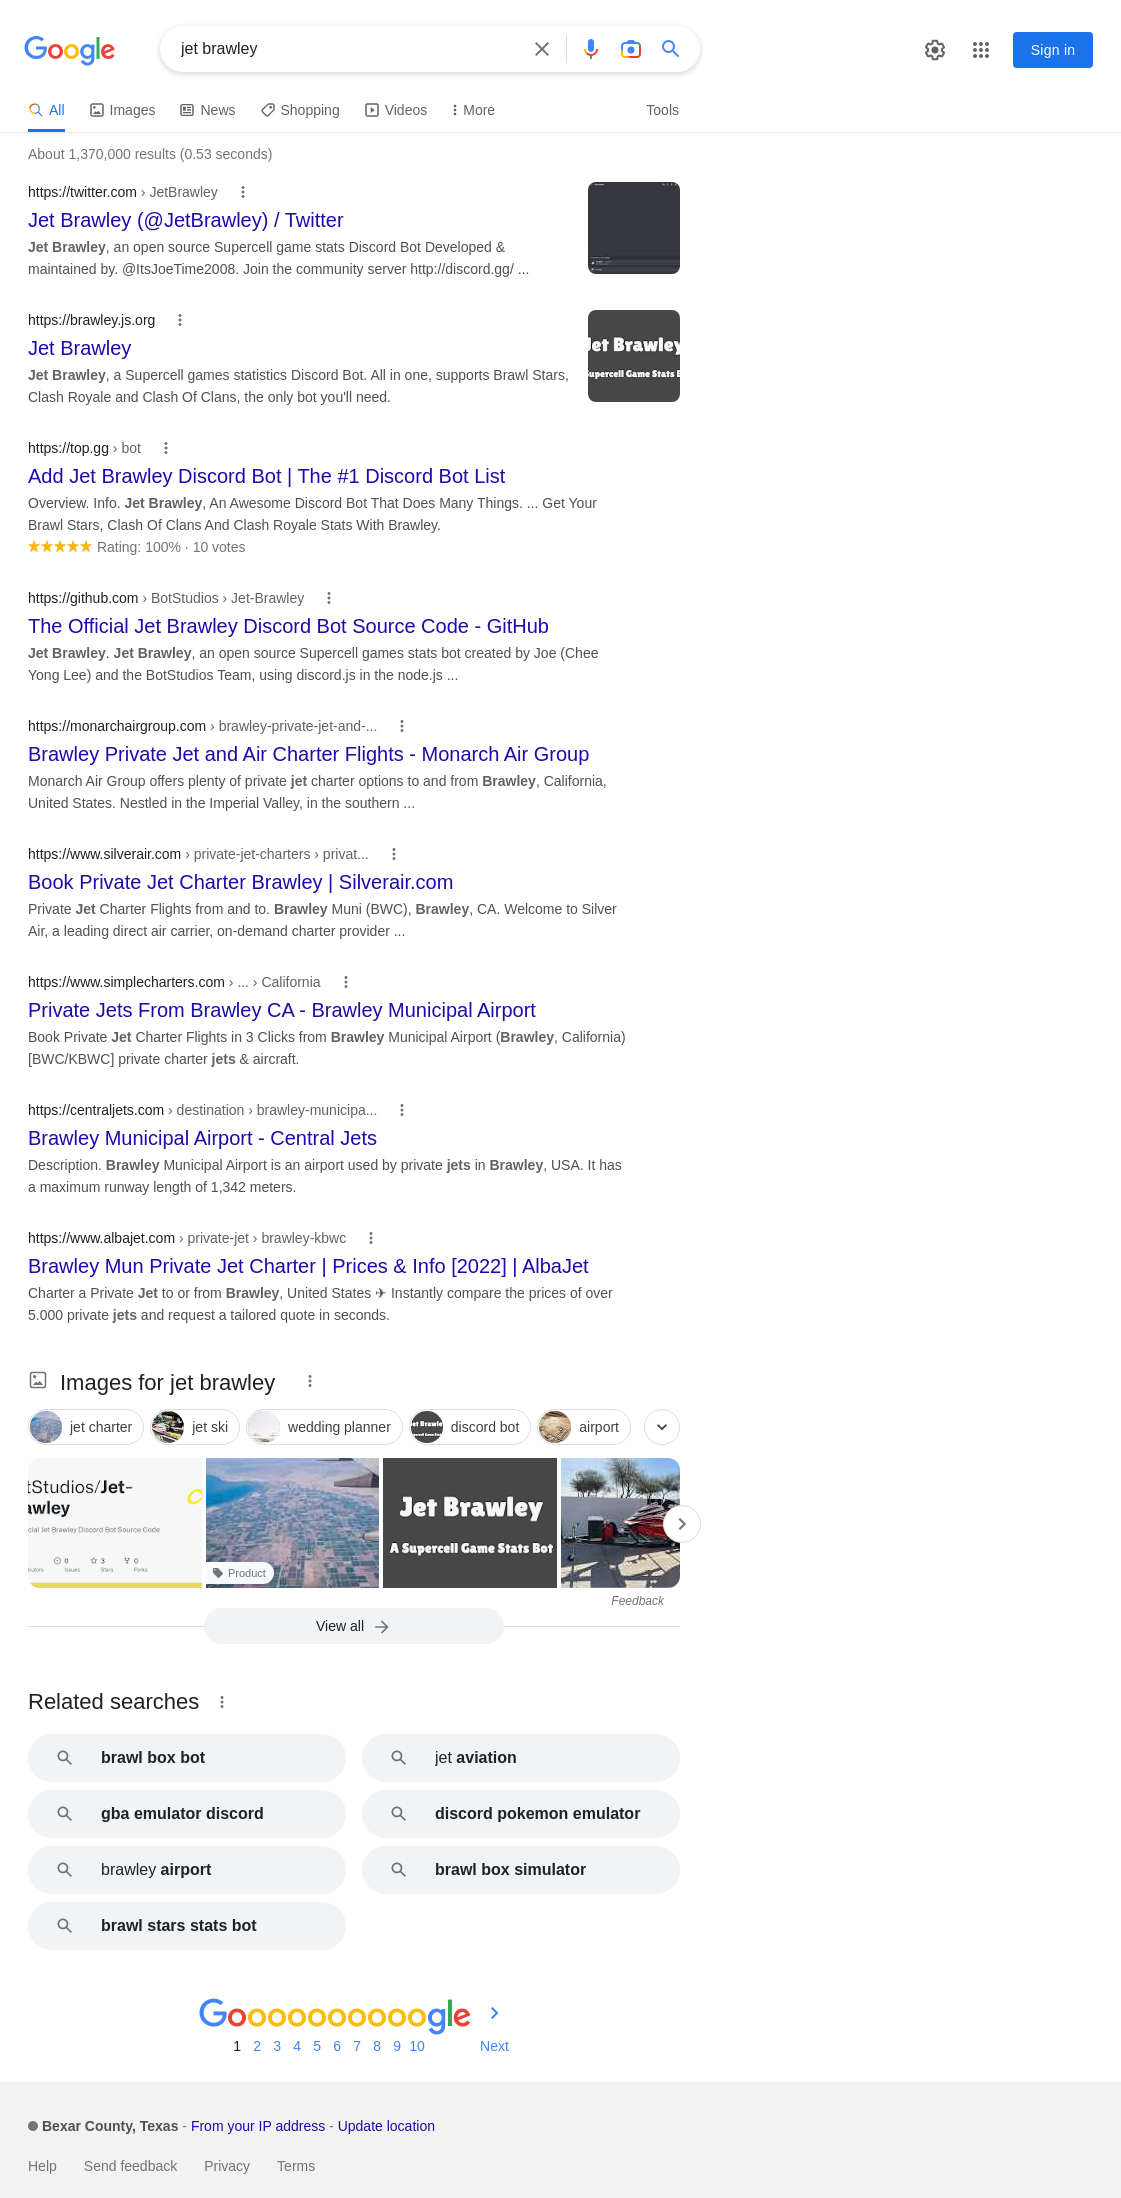 Google
jet brawley
Sign in
All
Images
News
Shopping
Videos
More
Tools
About 1,370,000 results (0.53 seconds)
https://twitter.com › JetBrawley
Jet Brawley (@JetBrawley) / Twitter
Jet Brawley, an open source Supercell game stats Discord Bot Developed &
maintained by. @ItsJoeTime2008. Join the community server http://discord.gg/ ...
https://brawley.js.org
Jet Brawley
Jet Brawley, a Supercell games statistics Discord Bot. All in one, supports Brawl Stars,
Clash Royale and Clash Of Clans, the only bot you'll need.
Jet Brawley
Supercell Game Stats B
https://top.gg › bot
Add Jet Brawley Discord Bot | The #1 Discord Bot List
Overview. Info. Jet Brawley, An Awesome Discord Bot That Does Many Things. ... Get Your
Brawl Stars, Clash Of Clans And Clash Royale Stats With Brawley.
Rating: 100% · 10 votes
https://github.com › BotStudios › Jet-Brawley
The Official Jet Brawley Discord Bot Source Code - GitHub
Jet Brawley. Jet Brawley, an open source Supercell games stats bot created by Joe (Chee
Yong Lee) and the BotStudios Team, using discord.js in the node.js ...
https://monarchairgroup.com › brawley-private-jet-and-...
Brawley Private Jet and Air Charter Flights - Monarch Air Group
Monarch Air Group offers plenty of private jet charter options to and from Brawley, California,
United States. Nestled in the Imperial Valley, in the southern ...
https://www.silverair.com › private-jet-charters › privat...
Book Private Jet Charter Brawley | Silverair.com
Private Jet Charter Flights from and to. Brawley Muni (BWC), Brawley, CA. Welcome to Silver
Air, a leading direct air carrier, on-demand charter provider ...
https://www.simplecharters.com › ... › California
Private Jets From Brawley CA - Brawley Municipal Airport
Book Private Jet Charter Flights in 3 Clicks from Brawley Municipal Airport (Brawley, California)
[BWC/KBWC] private charter jets & aircraft.
https://centraljets.com › destination › brawley-municipa...
Brawley Municipal Airport - Central Jets
Description. Brawley Municipal Airport is an airport used by private jets in Brawley, USA. It has
a maximum runway length of 1,342 meters.
https://www.albajet.com › private-jet › brawley-kbwc
Brawley Mun Private Jet Charter | Prices & Info [2022] | AlbaJet
Charter a Private Jet to or from Brawley, United States ✈ Instantly compare the prices of over
5.000 private jets and request a tailored quote in seconds.
Images for jet brawley
jet charter
jet ski
wedding planner
discord bot
airport
tStudios/Jet-
awley
cial Jet Brawley Discord Bot Source Code
0
3
0
Issues
Stars
Forks
Product
Jet Brawley
A Supercell Game Stats Bot
Feedback
View all
Related searches
brawl box bot
jet aviation
gba emulator discord
discord pokemon emulator
brawley airport
brawl box simulator
brawl stars stats bot
Goooooooooogle
1 2 3 4 5 6 7 8 9 10 Next
Bexar County, Texas - From your IP address - Update location
Help Send feedback Privacy Terms